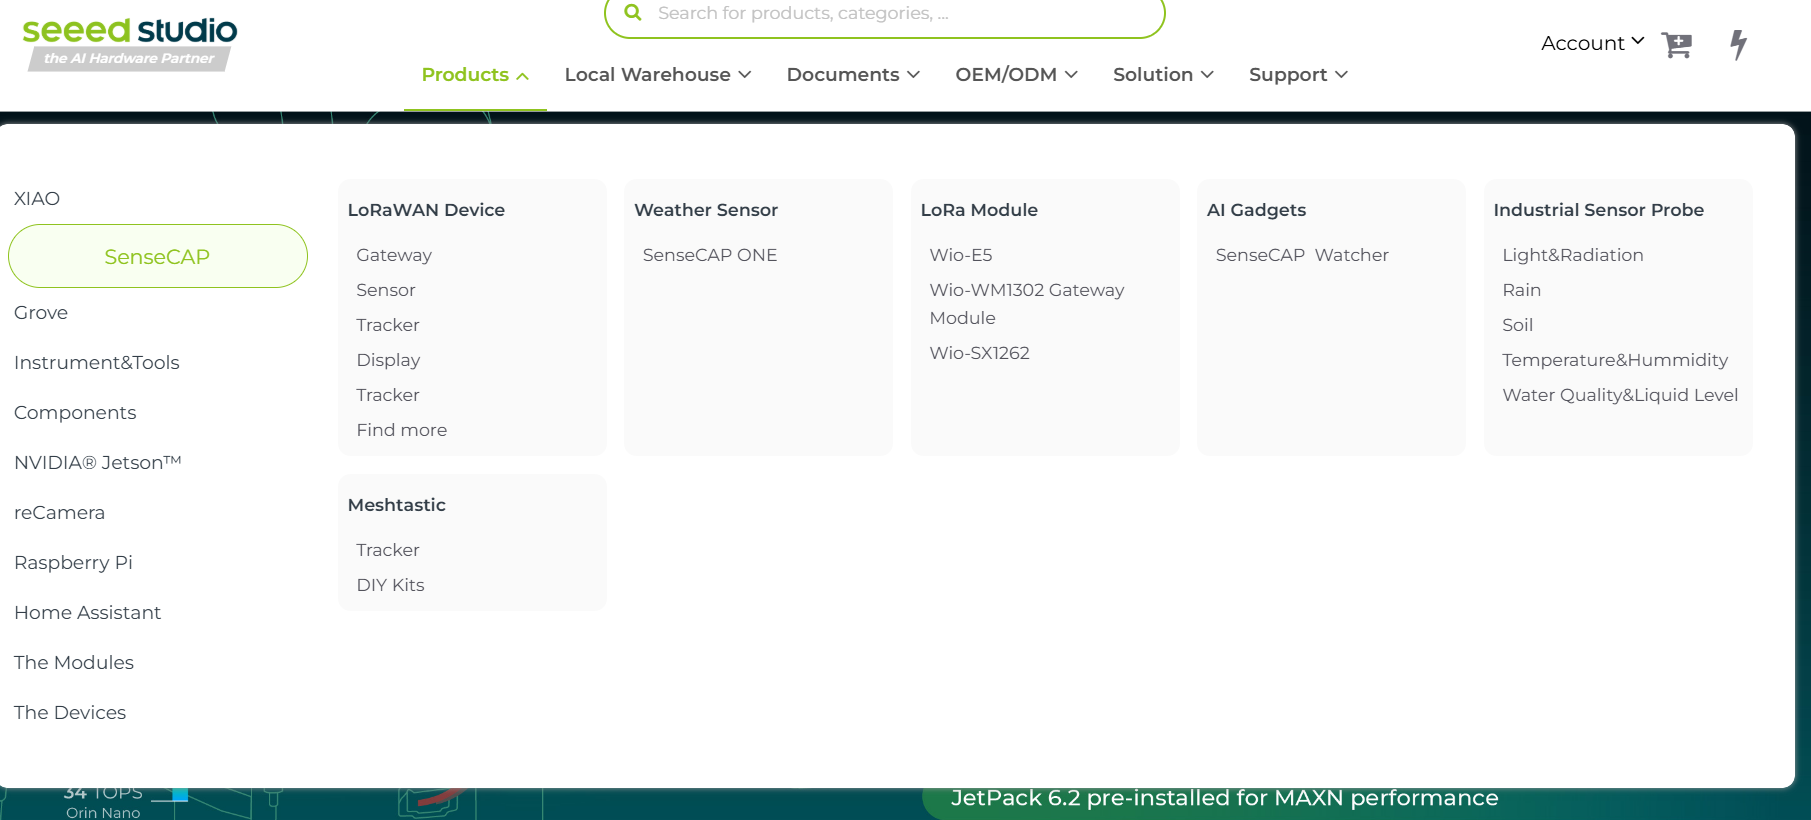 seeed studio
the AI Hardware Partner
Search for products, categories, ...
Account
Products
Local Warehouse
Documents
OEM/ODM
Solution
Support
XIAO
SenseCAP
Grove
Instrument&Tools
Components
NVIDIA® Jetson™
reCamera
Raspberry Pi
Home Assistant
The Modules
The Devices
LoRaWAN Device
Gateway
Sensor
Tracker
Display
Tracker
Find more
Weather Sensor
SenseCAP ONE
LoRa Module
Wio-E5
Wio-WM1302 Gateway
Module
Wio-SX1262
AI Gadgets
SenseCAP  Watcher
Industrial Sensor Probe
Light&Radiation
Rain
Soil
Temperature&Hummidity
Water Quality&Liquid Level
Meshtastic
Tracker
DIY Kits
34 TOPS
Orin Nano
JetPack 6.2 pre-installed for MAXN performance